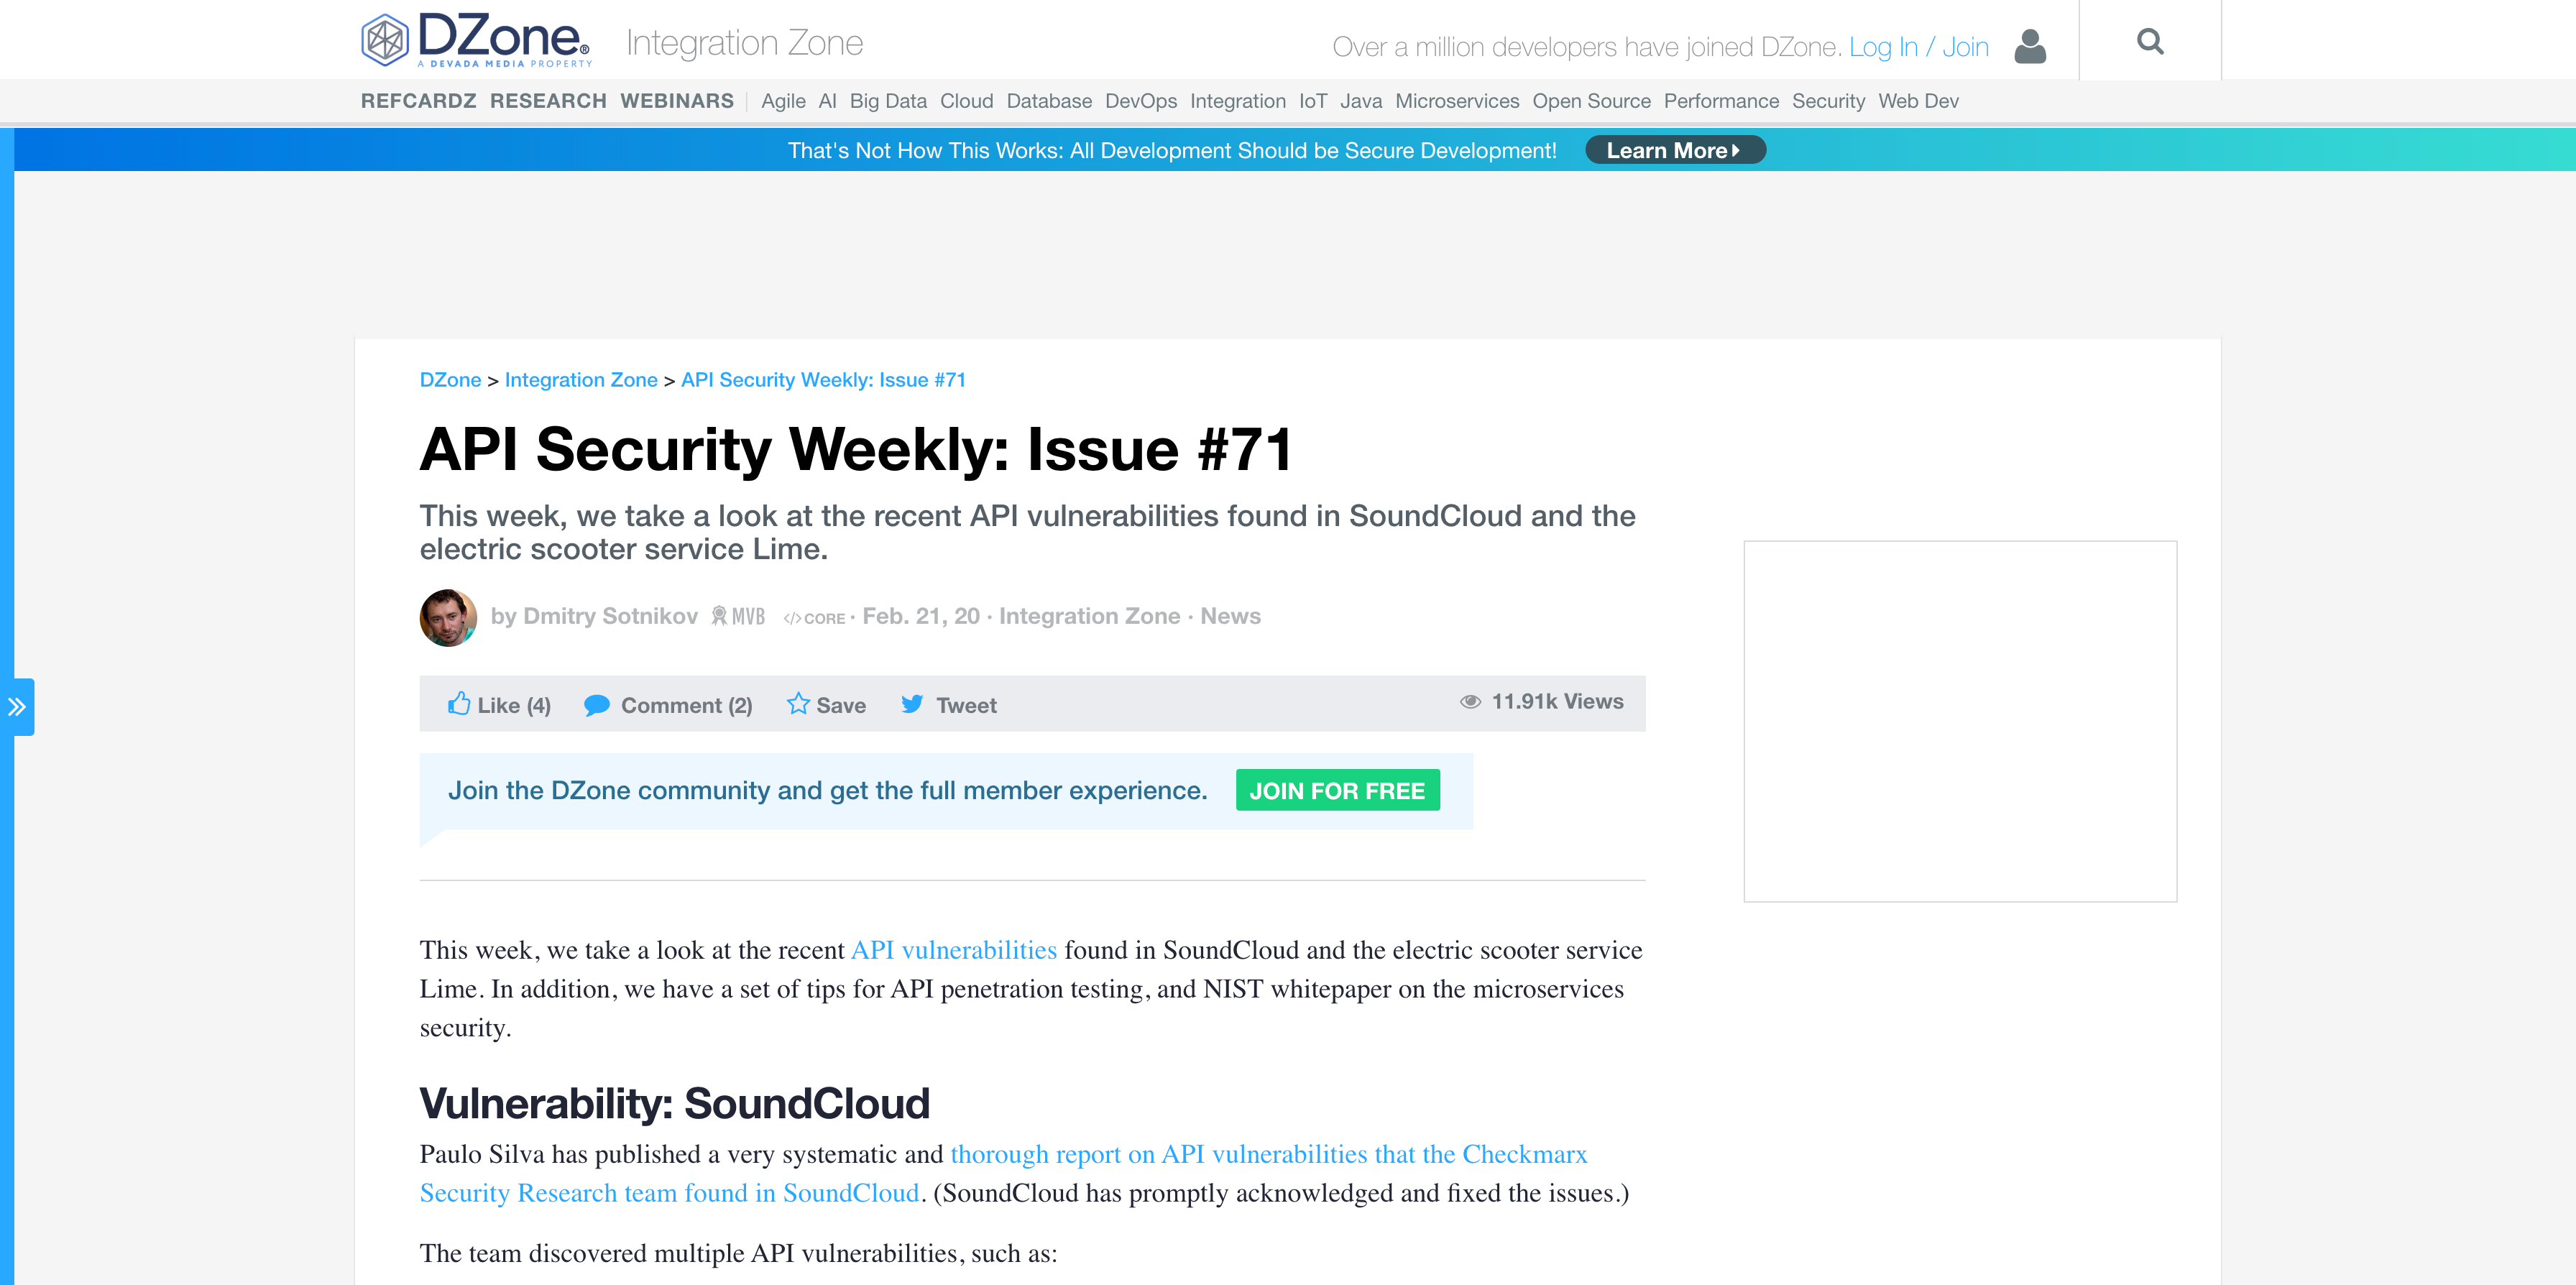 DZone®
A DEVADA MEDIA PROPERTY
Integration Zone
Over a million developers have joined DZone. Log In / Join
REFCARDZ RESEARCH WEBINARS Agile AI Big Data Cloud Database DevOps Integration IoT Java Microservices Open Source Performance Security Web Dev
That's Not How This Works: All Development Should be Secure Development! Learn More
DZone > Integration Zone > API Security Weekly: Issue #71
API Security Weekly: Issue #71
This week, we take a look at the recent API vulnerabilities found in SoundCloud and the
electric scooter service Lime.
by Dmitry Sotnikov MVB </> CORE · Feb. 21, 20 · Integration Zone · News
Like (4) Comment (2) Save Tweet 11.91k Views
Join the DZone community and get the full member experience. JOIN FOR FREE
This week, we take a look at the recent API vulnerabilities found in SoundCloud and the electric scooter service
Lime. In addition, we have a set of tips for API penetration testing, and NIST whitepaper on the microservices
security.
Vulnerability: SoundCloud
Paulo Silva has published a very systematic and thorough report on API vulnerabilities that the Checkmarx
Security Research team found in SoundCloud. (SoundCloud has promptly acknowledged and fixed the issues.)
The team discovered multiple API vulnerabilities, such as: